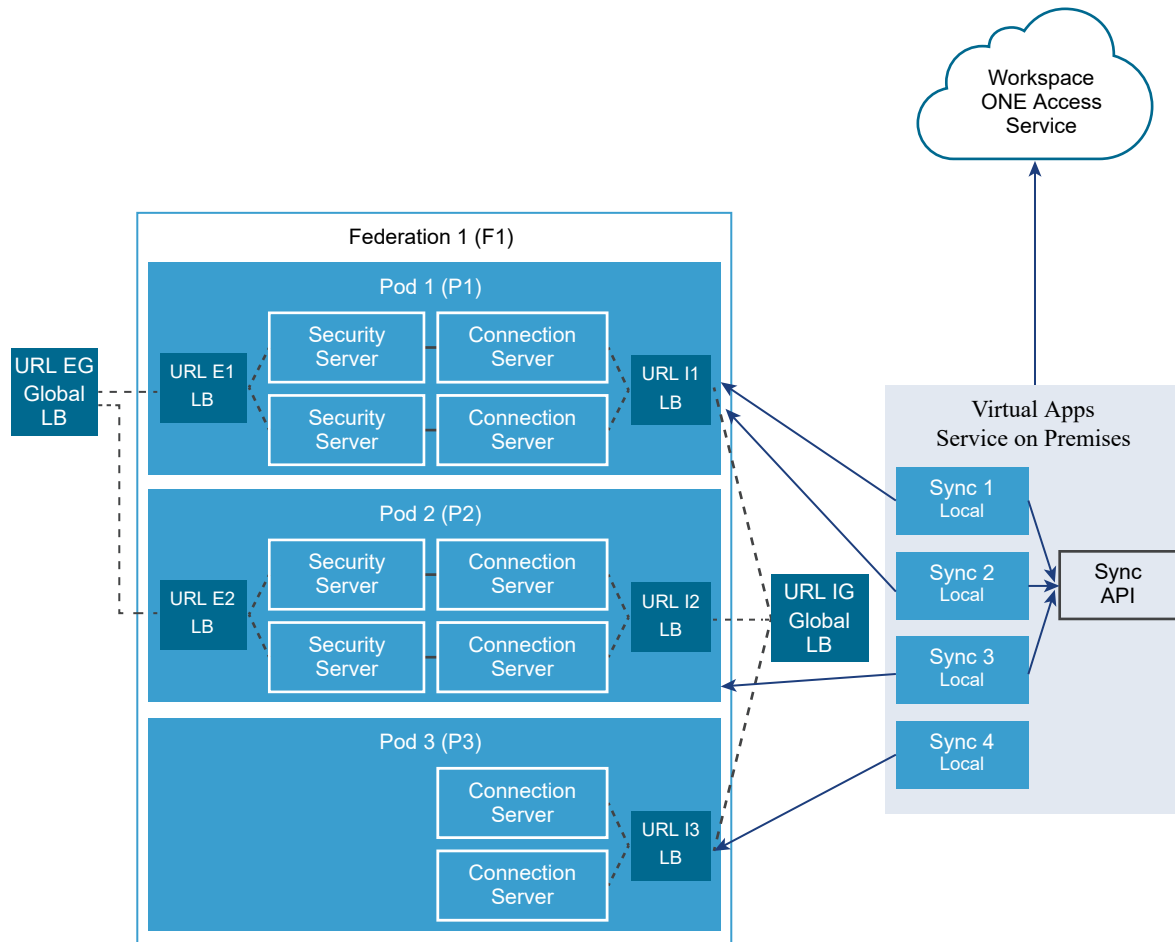 Workspace
ONE Access
Service
Federation 1 (F1)
Pod 1 (P1)
URL EG
Global
LB
URL E1
LB
Security
Server
Connection
Server
Security
Server
Connection
Server
URL I1
LB
Pod 2 (P2)
URL E2
LB
Security
Server
Connection
Server
Security
Server
Connection
Server
URL I2
LB
URL IG
Global
LB
Pod 3 (P3)
Connection
Server
Connection
Server
URL I3
LB
Virtual Apps
Service on Premises
Sync 1
Local
Sync 2
Local
Sync 3
Local
Sync 4
Local
Sync
API